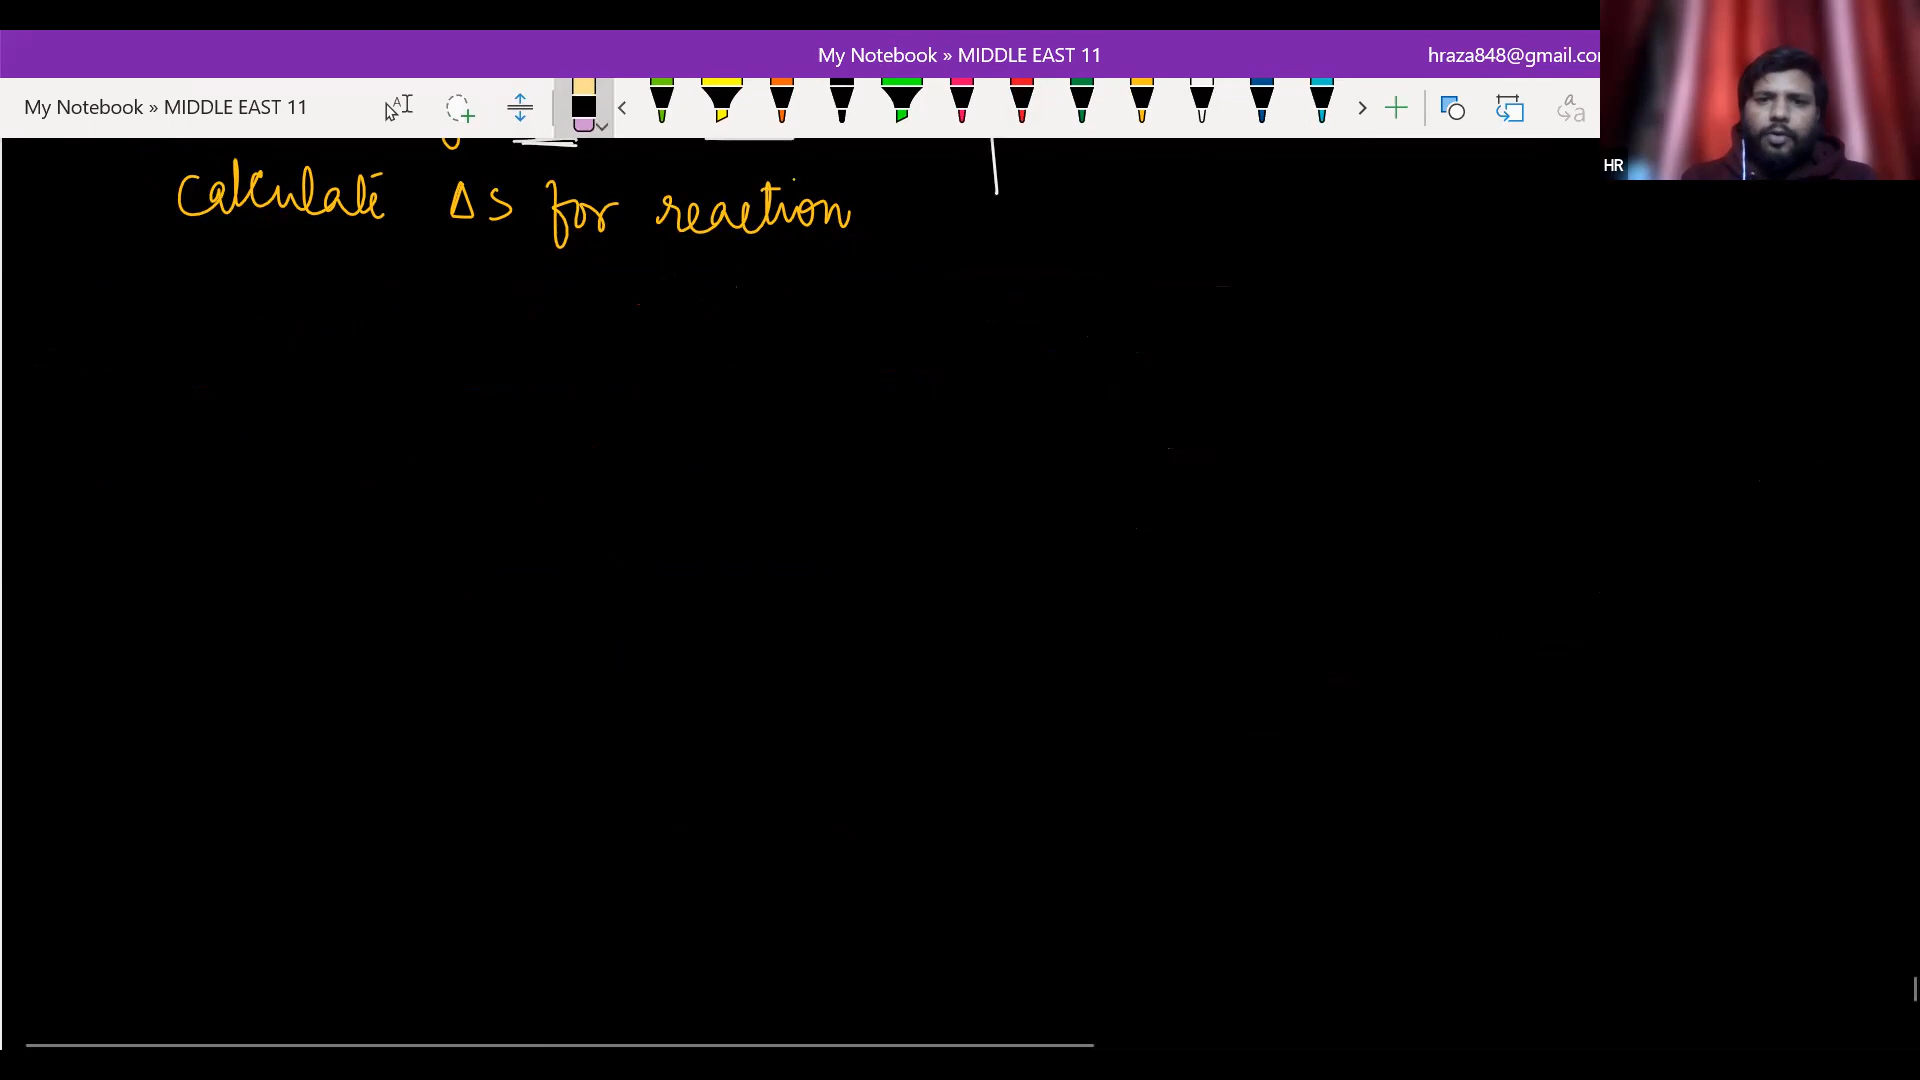 My Notebook » MIDDLE EAST 11
hraza848@gmail.co
My Notebook » MIDDLE EAST 11
HR
Calculate ΔS for reaction